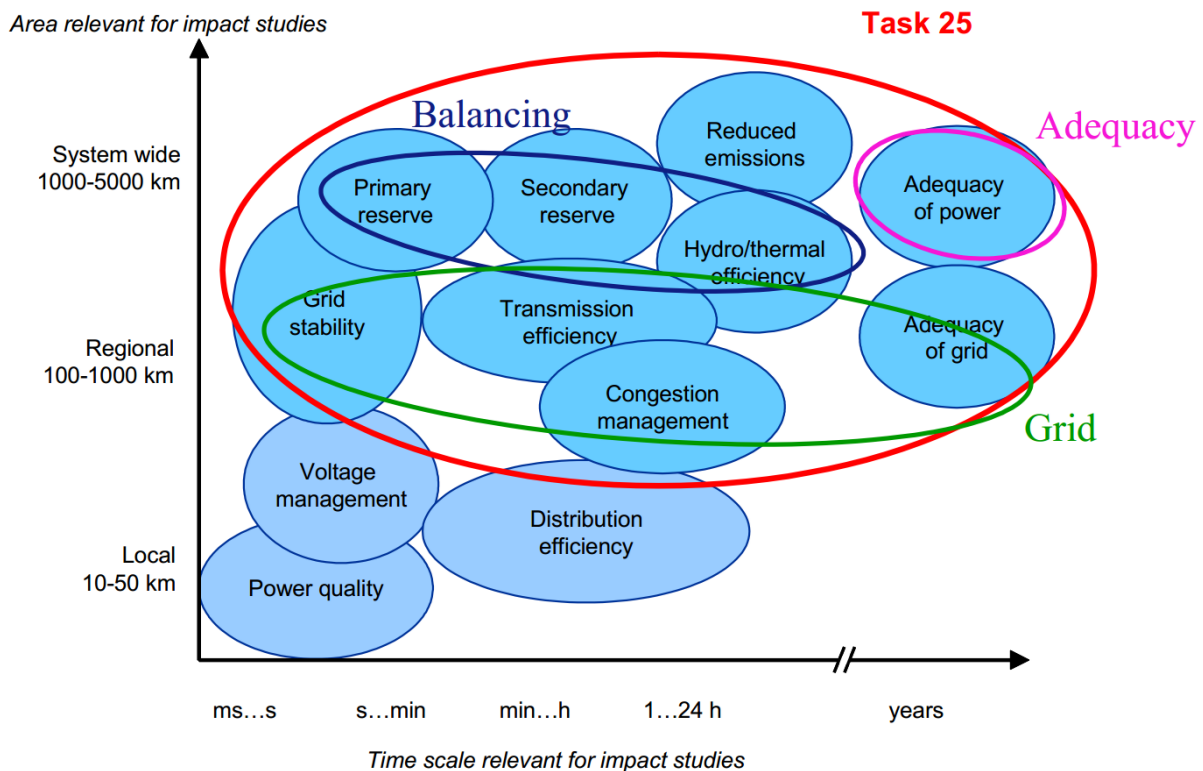 Area relevant for impact studies
Task 25
Balancing
Adequacy
Reduced
emissions
System wide
1000-5000 km
Primary
reserve
Secondary
reserve
Adequacy
of power
Hydro/thermal
efficiency
Grid
stability
Transmission
efficiency
Adequacy
of grid
Regional
100-1000 km
Congestion
management
Grid
Voltage
management
Distribution
efficiency
Local
10-50 km
Power quality
ms…s
s…min
min…h
1…24 h
years
Time scale relevant for impact studies